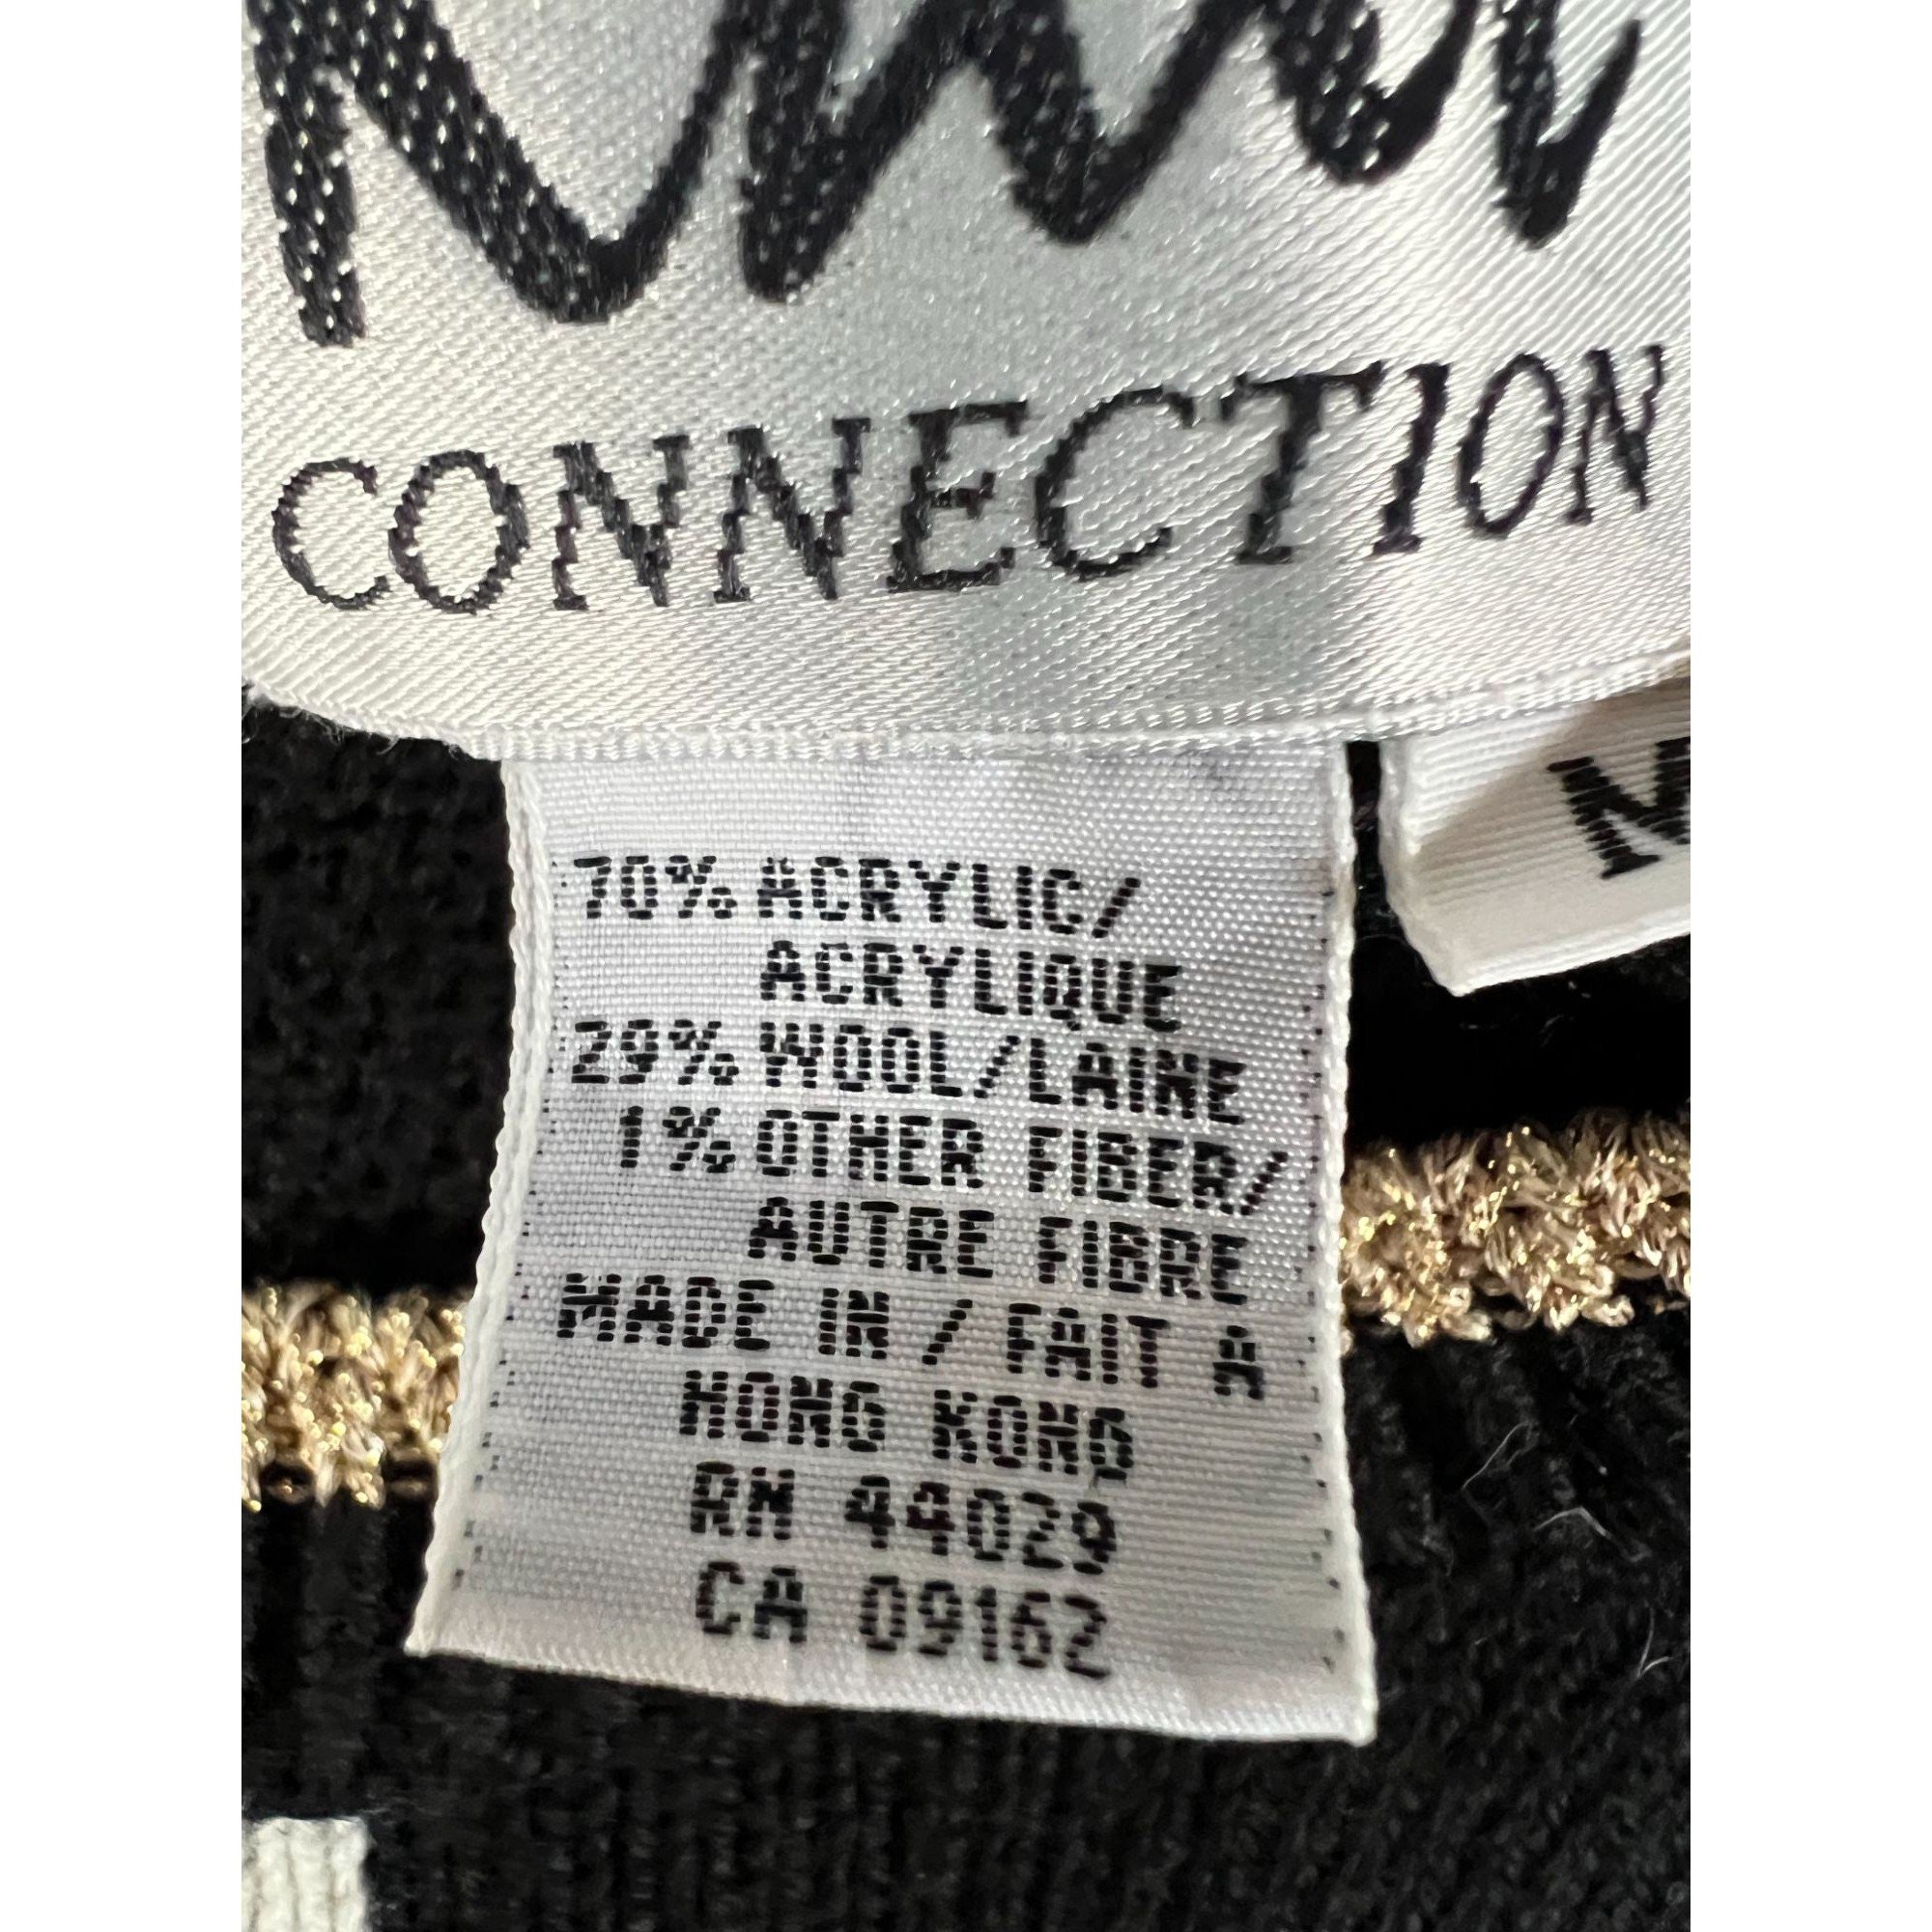 CONNECTION
M
70% ACRYLIC/
ACRYLIQUE
29% WOOL/LAINE
1% OTHER FIBER/
AUTRE FIBRE
MADE IN / FAIT A
HONG KONG
RN 44029
CA 09162